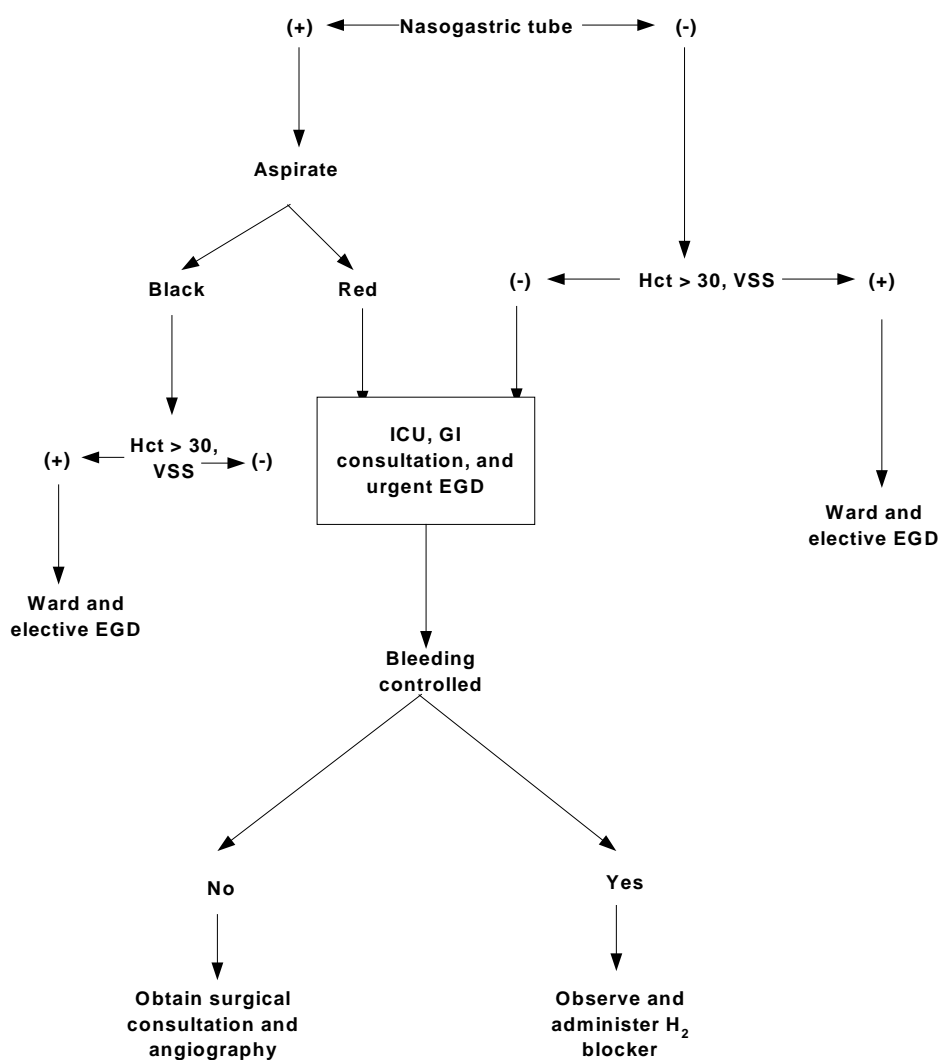 (+) Nasogastric tube (-)
Aspirate
Black
Red
(-) Hct > 30, VSS (+)
ICU, GI
consultation, and
urgent EGD
(+) Hct > 30,
VSS (-)
Ward and
elective EGD
Ward and
elective EGD
Bleeding
controlled
No
Yes
Obtain surgical
consultation and
angiography
Observe and
administer H₂
blocker